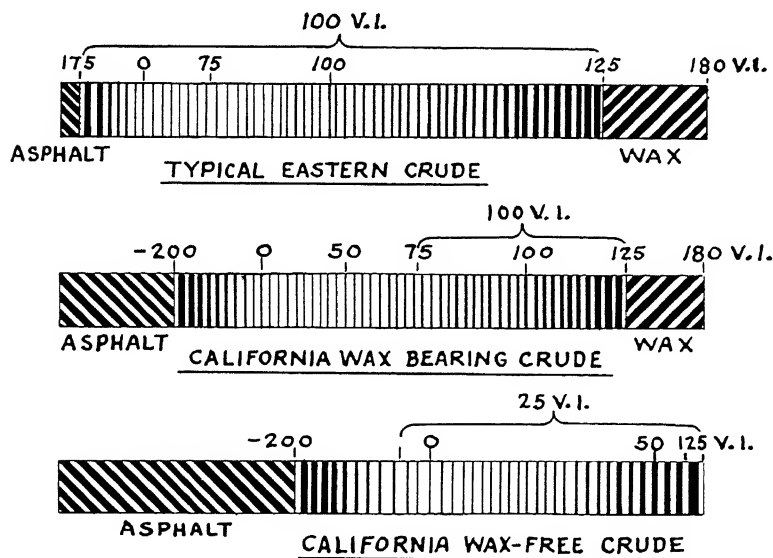 100 V.I.
175 0 75 100 125 180 V.I.
ASPHALT WAX
TYPICAL EASTERN CRUDE
100 V.I.
-200 0 50 75 100 125 180 V.I.
ASPHALT WAX
CALIFORNIA WAX BEARING CRUDE
25 V.I.
-200 0 50 125 V.I.
ASPHALT
CALIFORNIA WAX-FREE CRUDE